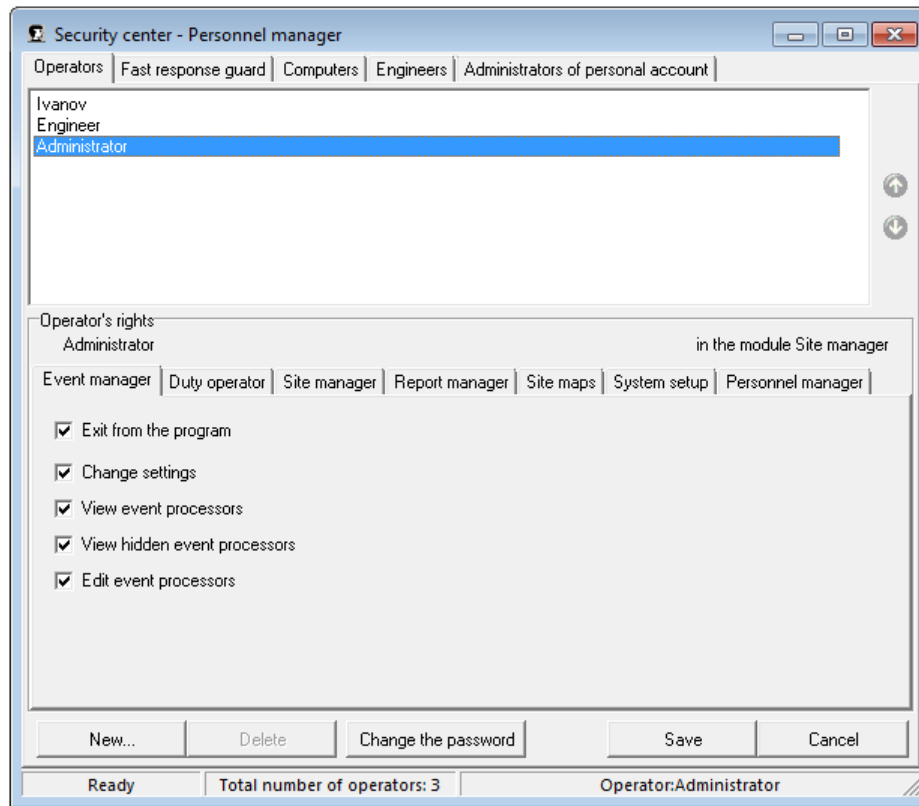 Security center - Personnel manager
Operators Fast response guard Computers Engineers Administrators of personal account
Ivanov
Engineer
Administrator
Operator's rights
Administrator in the module Site manager
Event manager Duty operator Site manager Report manager Site maps System setup Personnel manager
Exit from the program
Change settings
View event processors
View hidden event processors
Edit event processors
New... Delete Change the password Save Cancel
Ready Total number of operators: 3 Operator:Administrator